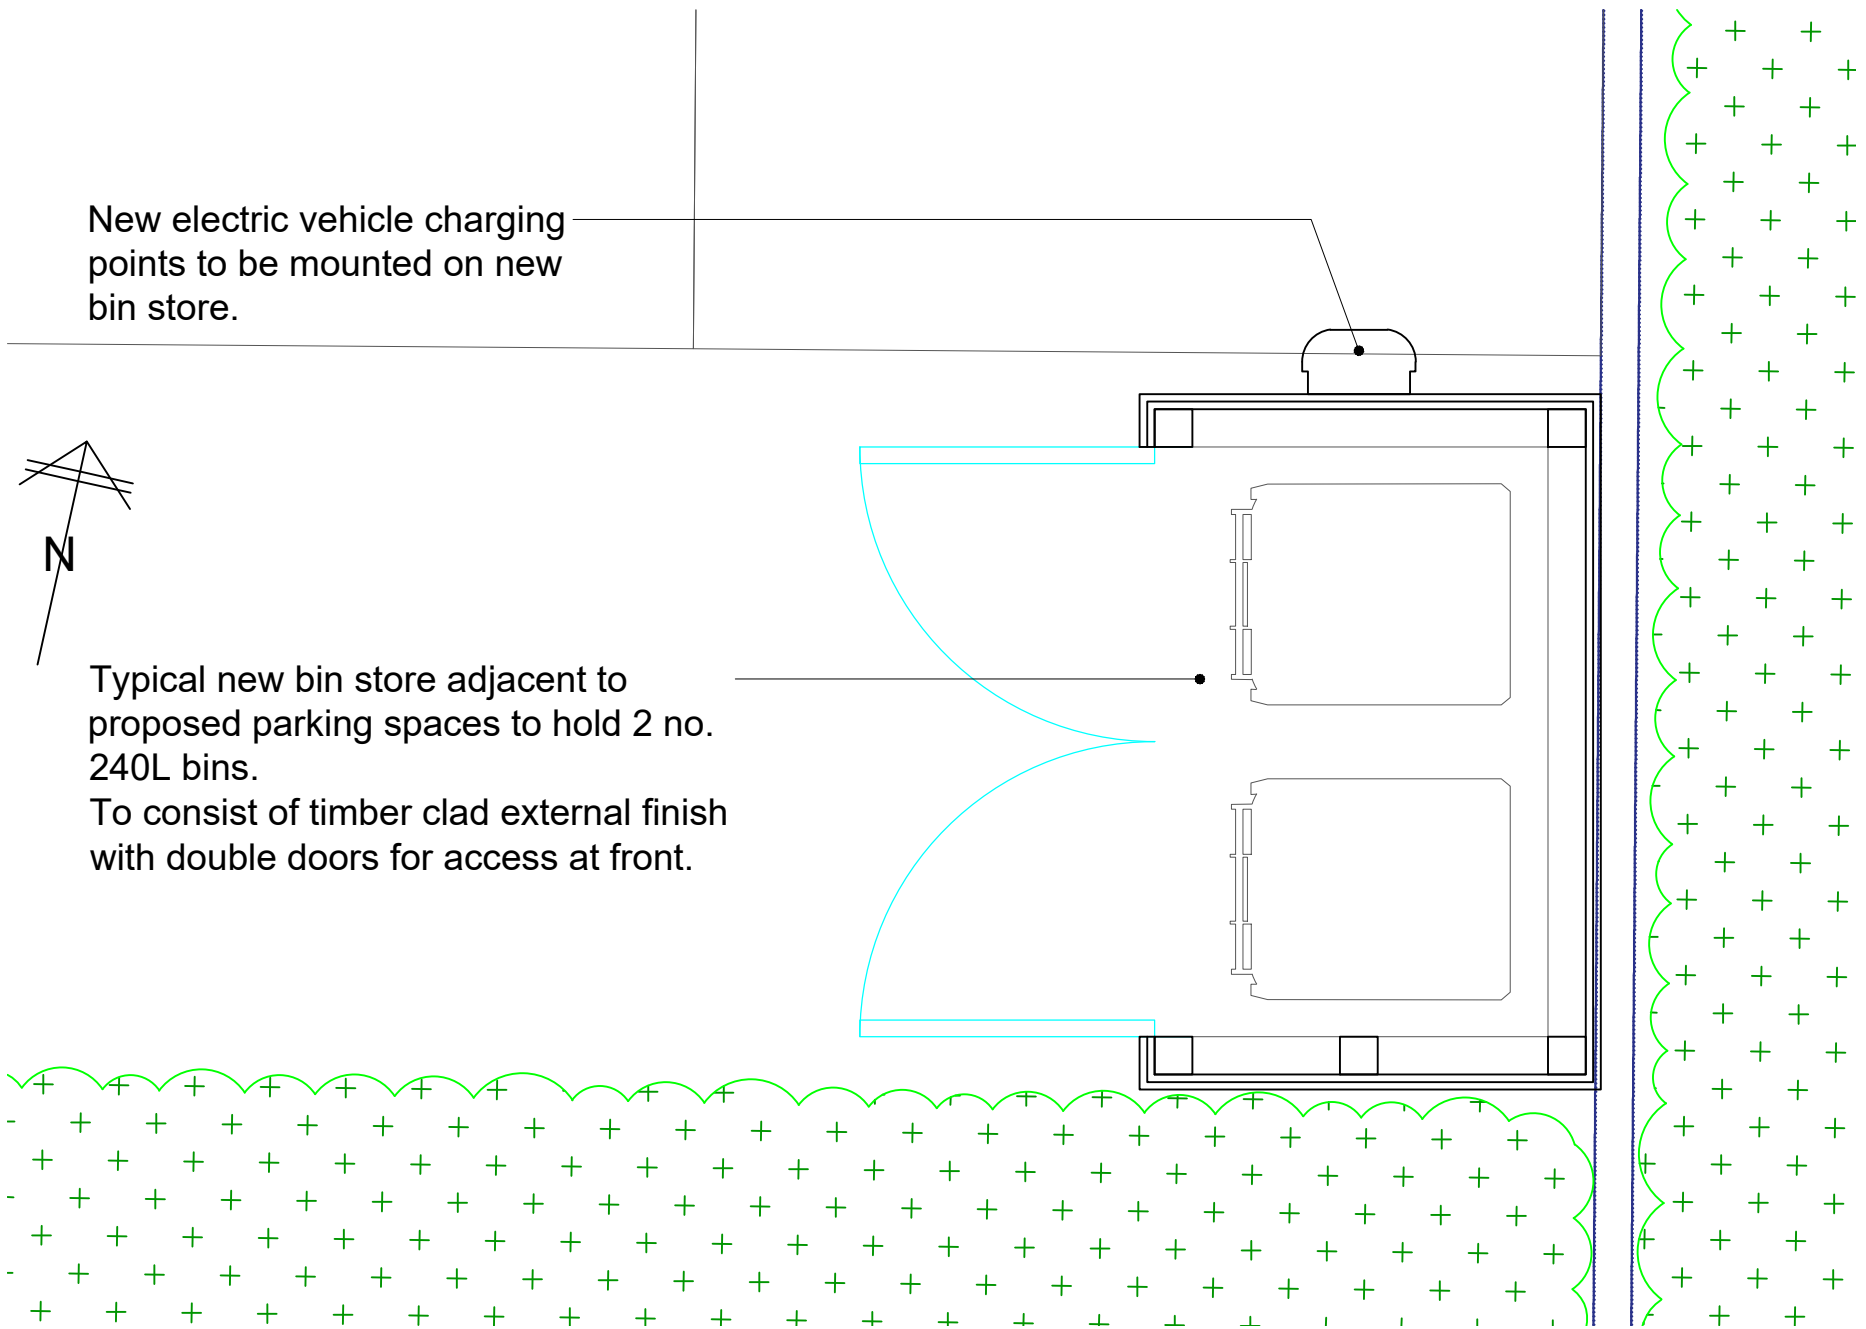 New electric vehicle charging
points to be mounted on new
bin store.
N
Typical new bin store adjacent to
proposed parking spaces to hold 2 no.
240L bins.
To consist of timber clad external finish
with double doors for access at front.